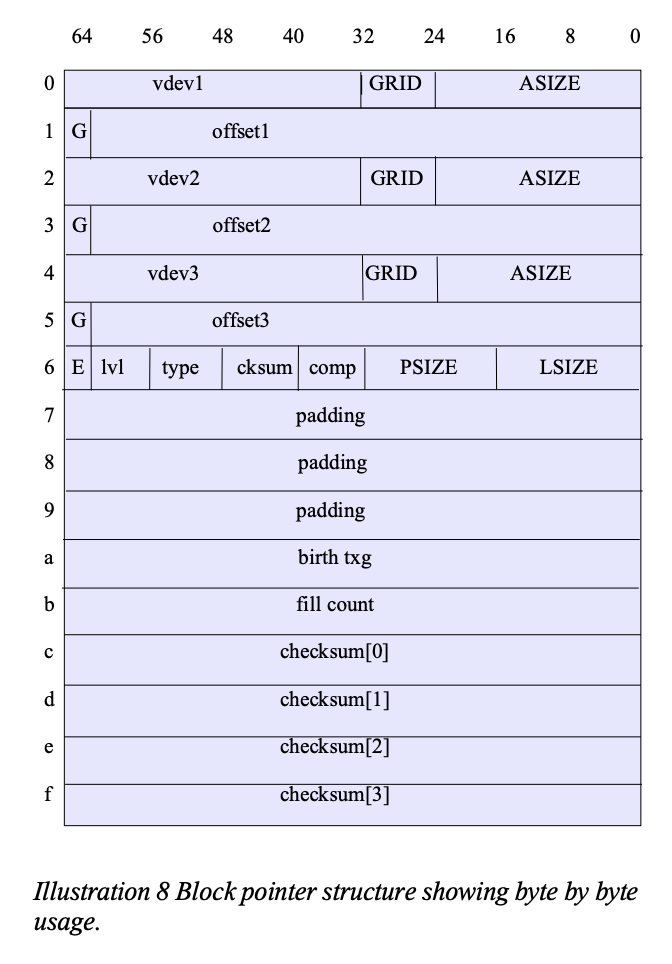 64 56 48 40 32 24 16 8 0
0 vdev1 GRID ASIZE
1 G offset1
2 vdev2 GRID ASIZE
3 G offset2
4 vdev3 GRID ASIZE
5 G offset3
6 E lvl type cksum comp PSIZE LSIZE
7 padding
8 padding
9 padding
a birth txg
b fill count
c checksum[0]
d checksum[1]
e checksum[2]
f checksum[3]
Illustration 8 Block pointer structure showing byte by byte
usage.